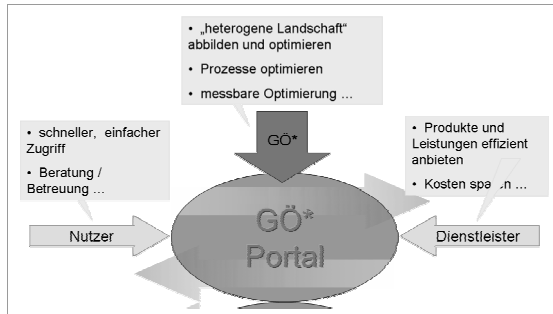 • „heterogene Landschaft“
abbilden und optimieren
• Prozesse optimieren
• messbare Optimierung …
GÖ*
• schneller, einfacher
Zugriff
• Beratung /
Betreuung …
• Produkte und
Leistungen effizient
anbieten
• Kosten sparen …
Nutzer
GÖ*
Portal
Dienstleister